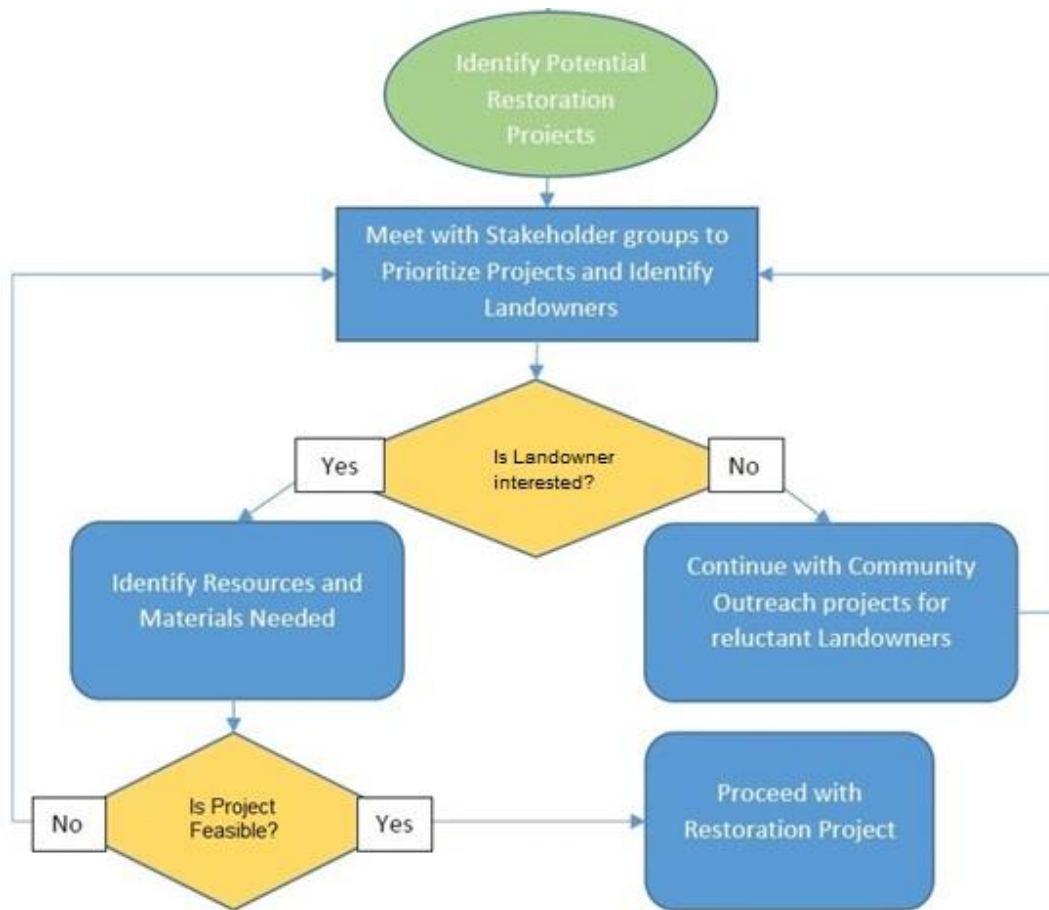 Identify Potential
Restoration
Projects
Meet with Stakeholder groups to
Prioritize Projects and Identify
Landowners
Yes
Is Landowner
interested?
No
Identify Resources and
Materials Needed
Continue with Community
Outreach projects for
reluctant Landowners
No
Is Project
Feasible?
Yes
Proceed with
Restoration Project